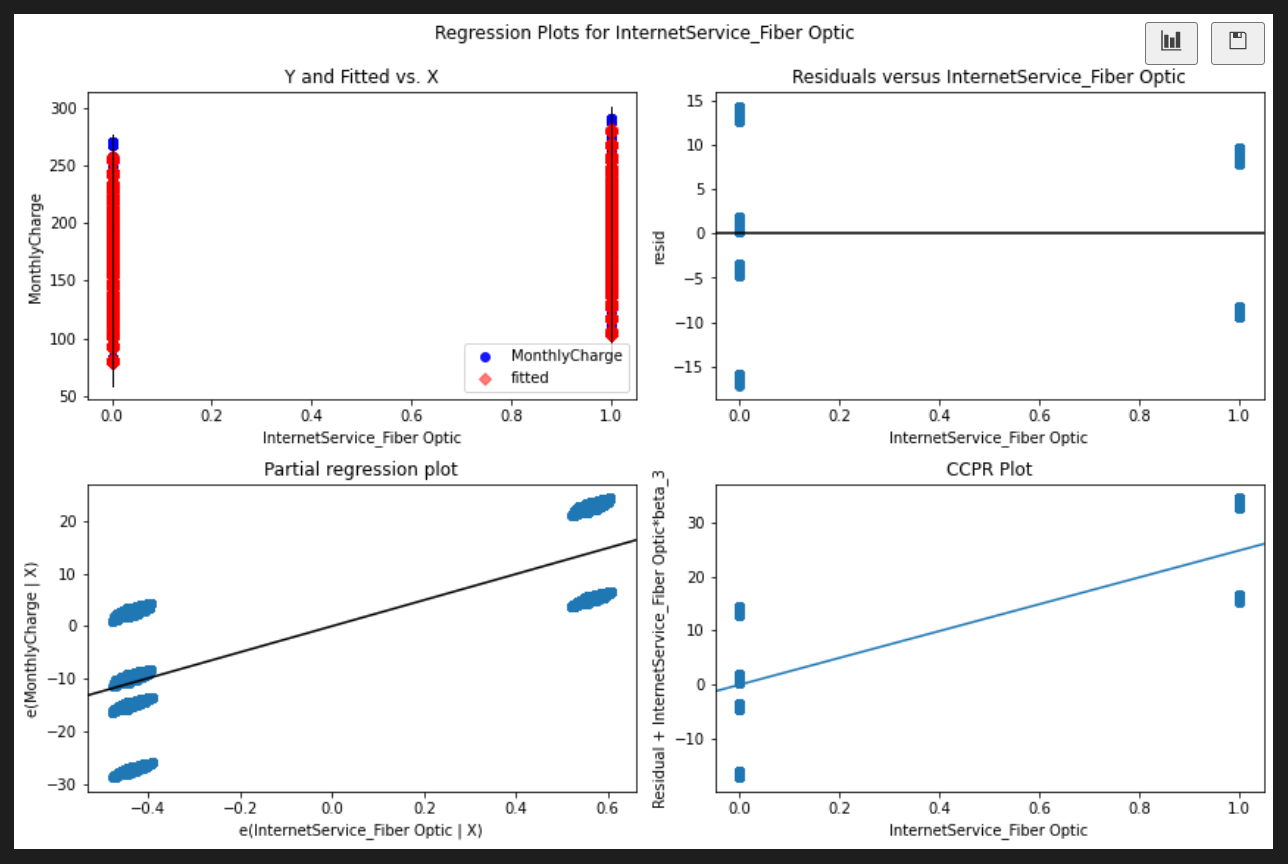 Regression Plots for InternetService_Fiber Optic
Y and Fitted vs. X
300
250
200
150
100
50
MonthlyCharge
MonthlyCharge
fitted
0.0 0.2 0.4 0.6 0.8 1.0
InternetService_Fiber Optic
Residuals versus InternetService_Fiber Optic
15
10
5
0
−5
−10
−15
resid
0.0 0.2 0.4 0.6 0.8 1.0
InternetService_Fiber Optic
Partial regression plot
20
10
0
−10
−20
−30
e(MonthlyCharge | X)
−0.4 −0.2 0.0 0.2 0.4 0.6
e(InternetService_Fiber Optic | X)
CCPR Plot
30
20
10
0
−10
Residual + InternetService_Fiber Optic*beta_3
0.0 0.2 0.4 0.6 0.8 1.0
InternetService_Fiber Optic